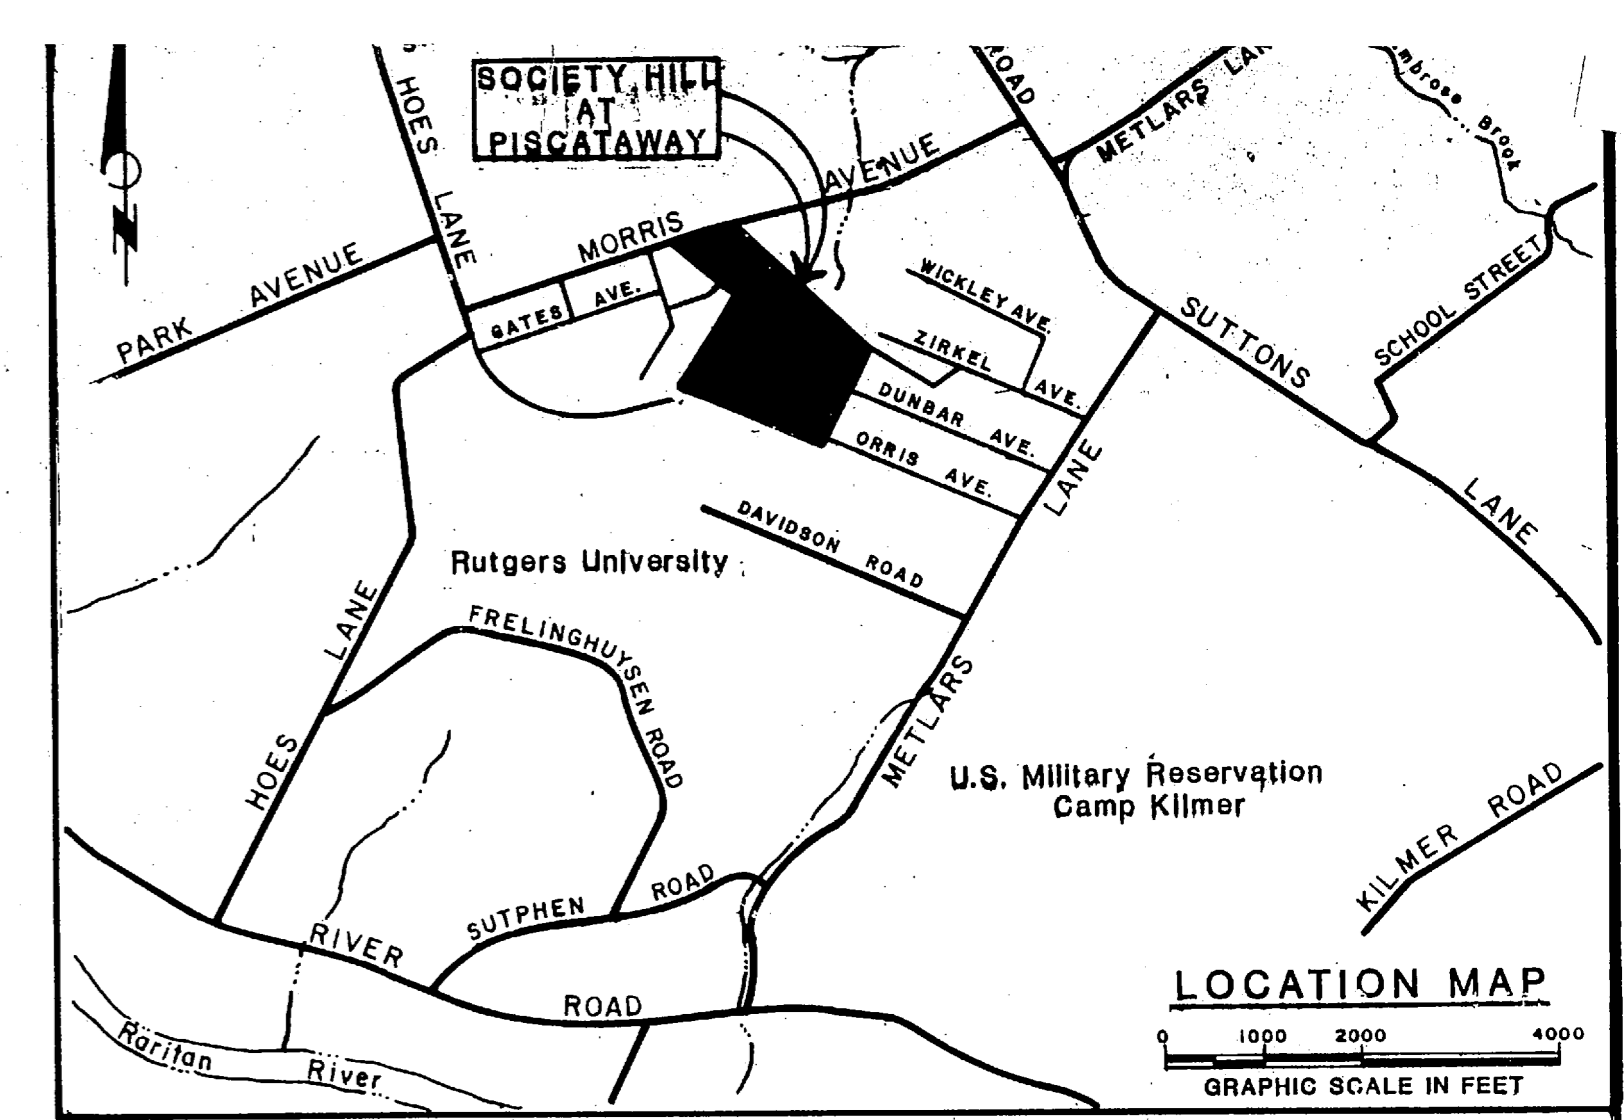 SOCIETY HILL
AT
PISCATAWAY
HOES LANE
ROAD
METLARS
Brook
MORRIS AVENUE
PARK AVENUE
GATES AVE.
WICKLEY AVE.
ZIRKEL AVE.
DUNBAR AVE.
ORRIS AVE.
SUTTONS LANE
SCHOOL STREET
DAVIDSON ROAD
Rutgers University
FRELINGHUYSEN ROAD
HOES LANE
METLARS LANE
U.S. Military Reservation
Camp Kilmer
KILMER ROAD
SUTPHEN ROAD
RIVER ROAD
Raritan River
LOCATION MAP
0 1000 2000 4000
GRAPHIC SCALE IN FEET